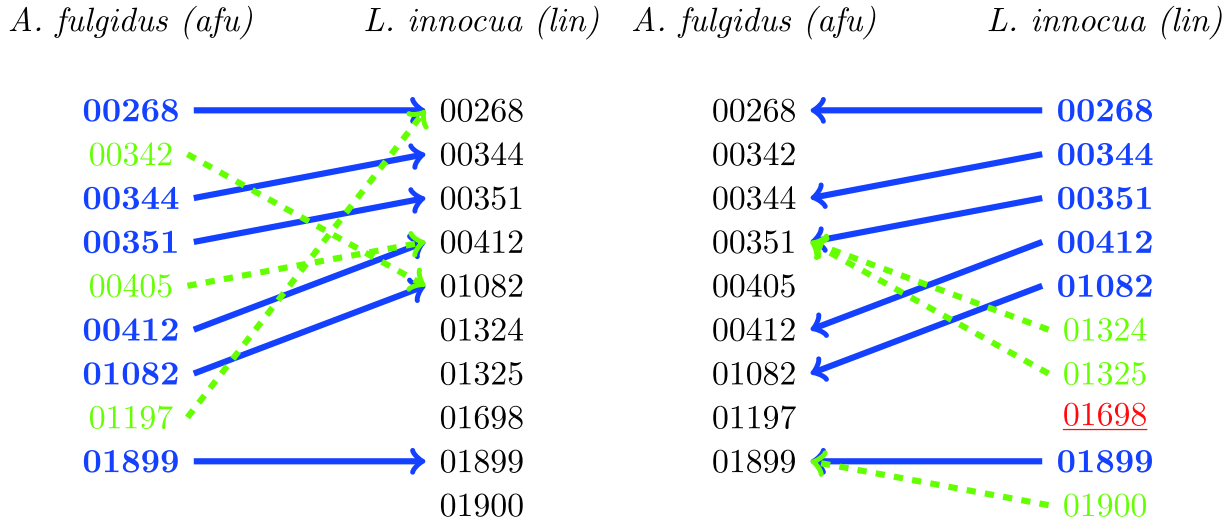 A. fulgidus (afu) L. innocua (lin) A. fulgidus (afu) L. innocua (lin)
00268 00268 00268 00268
00342 00344 00342 00344
00344 00351 00344 00351
00351 00412 00351 00412
00405 01082 00405 01082
00412 01324 00412 01324
01082 01325 01082 01325
01197 01698 01197 01698
01899 01899 01899 01899
01900 01900